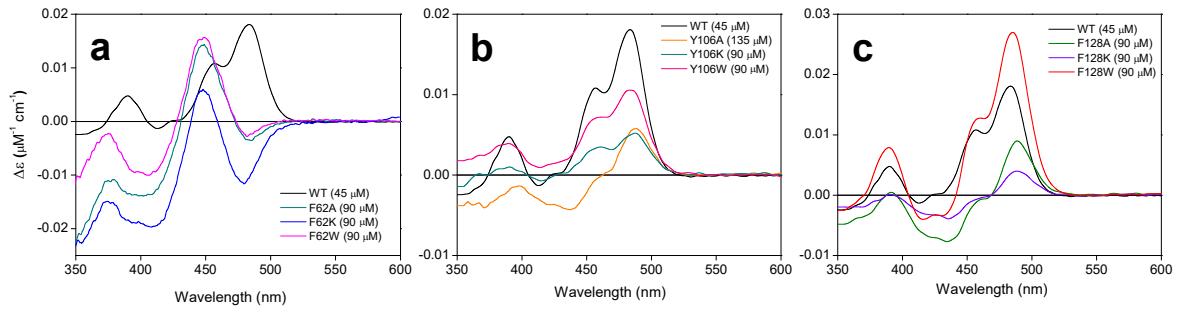 a
0.02
0.01
0.00
-0.01
-0.02
Δε (μM⁻¹ cm⁻¹)
WT (45 μM)
F62A (90 μM)
F62K (90 μM)
F62W (90 μM)
350 400 450 500 550 600
Wavelength (nm)
b
WT (45 μM)
Y106A (135 μM)
Y106K (90 μM)
Y106W (90 μM)
0.01
0.00
-0.01
350 400 450 500 550 600
Wavelength (nm)
c
WT (45 μM)
F128A (90 μM)
F128K (90 μM)
F128W (90 μM)
0.03
0.02
0.01
0.00
-0.01
350 400 450 500 550 600
Wavelength (nm)